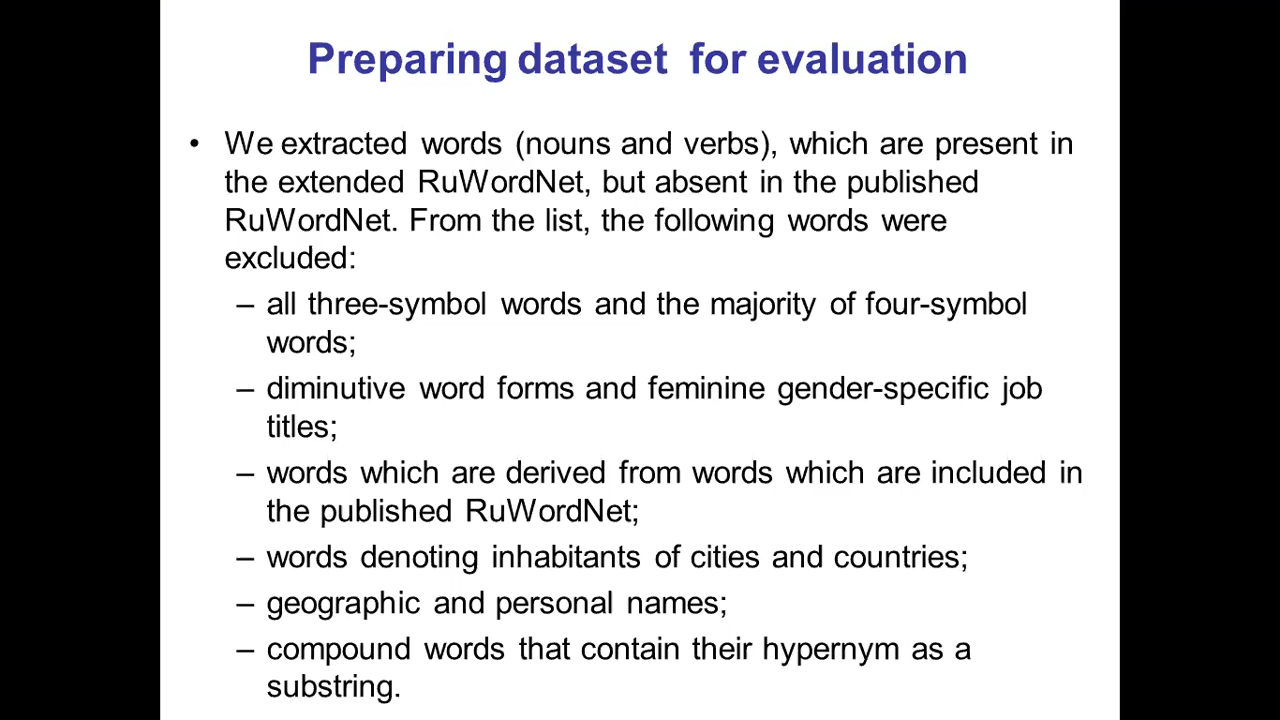 Preparing dataset for evaluation
• We extracted words (nouns and verbs), which are present in
the extended RuWordNet, but absent in the published
RuWordNet. From the list, the following words were
excluded:
– all three-symbol words and the majority of four-symbol
words;
– diminutive word forms and feminine gender-specific job
titles;
– words which are derived from words which are included in
the published RuWordNet;
– words denoting inhabitants of cities and countries;
– geographic and personal names;
– compound words that contain their hypernym as a
substring.